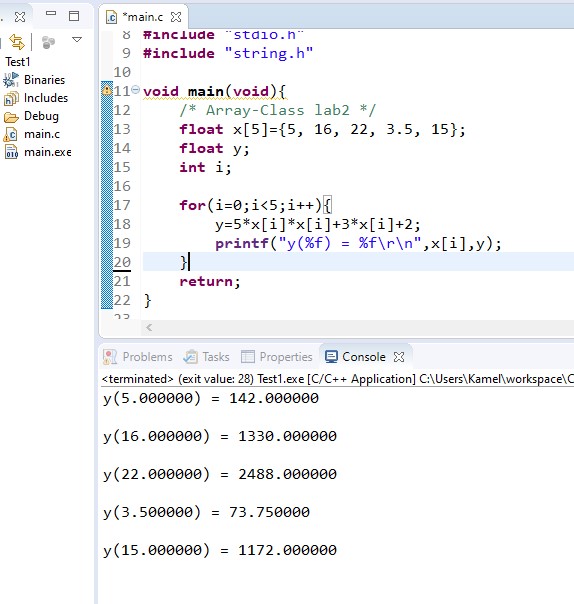 *main.c
Test1
Binaries
Includes
Debug
main.c
main.exe
8 #include "stdio.h"
9 #include "string.h"
10
11 void main(void){
12 /* Array-Class lab2 */
13 float x[5]={5, 16, 22, 3.5, 15};
14 float y;
15 int i;
16
17 for(i=0;i<5;i++){
18 y=5*x[i]*x[i]+3*x[i]+2;
19 printf("y(%f) = %f\r\n",x[i],y);
20 }
21 return;
22 }
23
Problems Tasks Properties Console
<terminated> (exit value: 28) Test1.exe [C/C++ Application] C:\Users\Kamel\workspace\C
y(5.000000) = 142.000000
y(16.000000) = 1330.000000
y(22.000000) = 2488.000000
y(3.500000) = 73.750000
y(15.000000) = 1172.000000